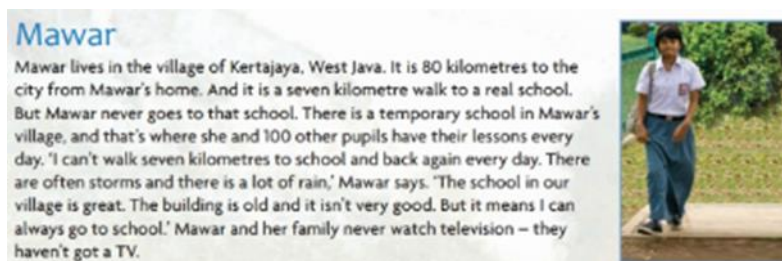 Mawar
Mawar lives in the village of Kertajaya, West Java. It is 80 kilometres to the
city from Mawar's home. And it is a seven kilometre walk to a real school.
But Mawar never goes to that school. There is a temporary school in Mawar's
village, and that's where she and 100 other pupils have their lessons every
day. 'I can't walk seven kilometres to school and back again every day. There
are often storms and there is a lot of rain,' Mawar says. 'The school in our
village is great. The building is old and it isn't very good. But it means I can
always go to school.' Mawar and her family never watch television – they
haven't got a TV.